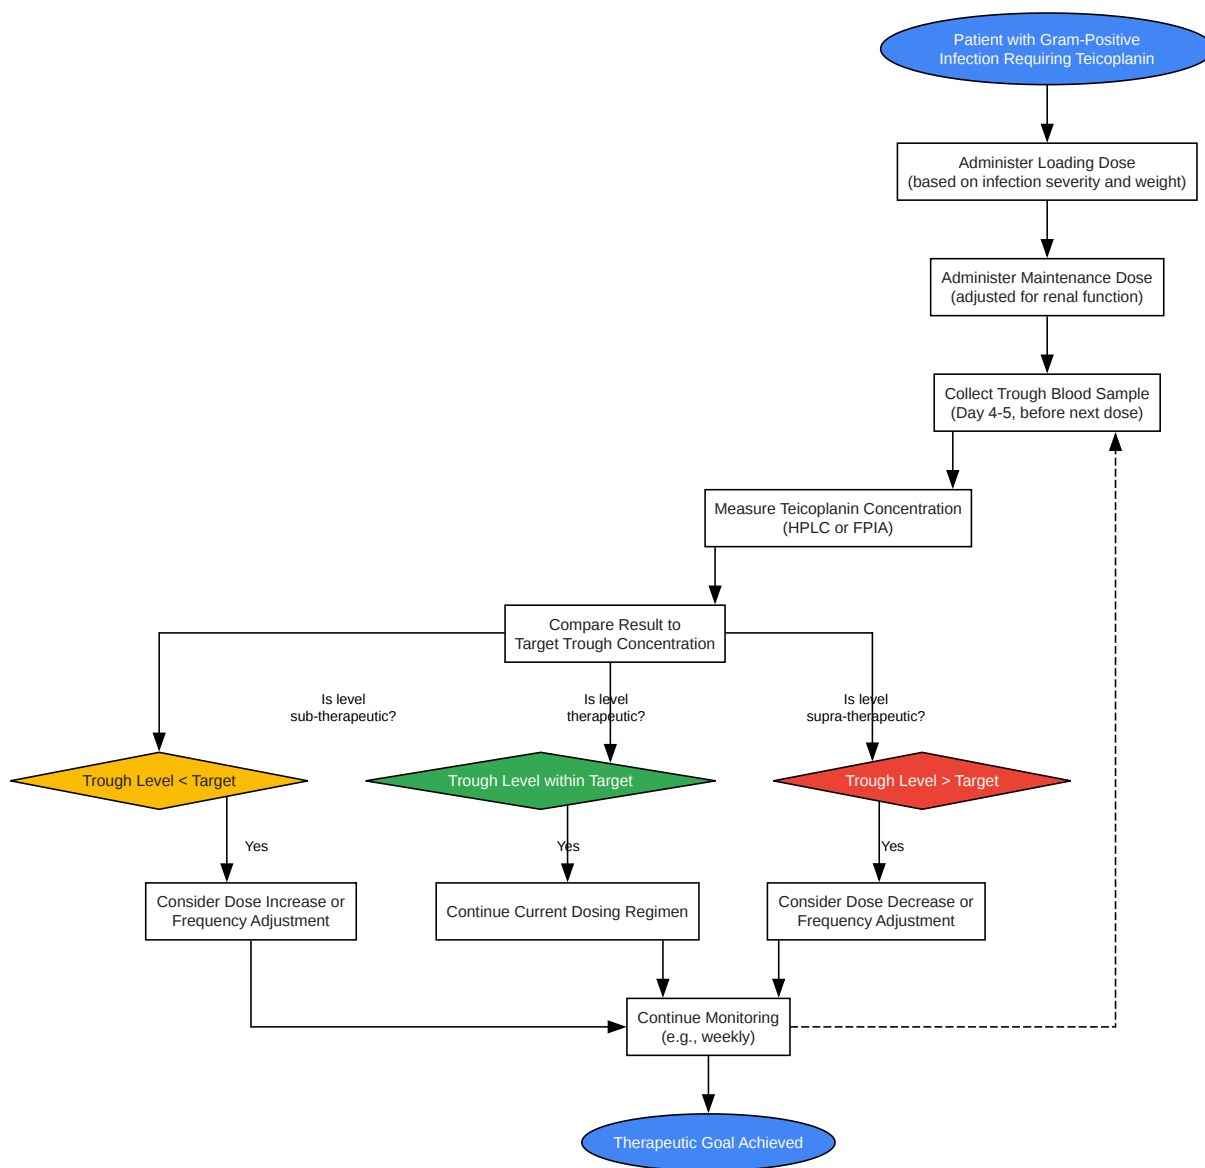 Patient with Gram-Positive
Infection Requiring Teicoplanin
Administer Loading Dose
(based on infection severity and weight)
Administer Maintenance Dose
(adjusted for renal function)
Collect Trough Blood Sample
(Day 4-5, before next dose)
Measure Teicoplanin Concentration
(HPLC or FPIA)
Compare Result to
Target Trough Concentration
Is level
sub-therapeutic?
Is level
therapeutic?
Is level
supra-therapeutic?
Trough Level < Target
Trough Level within Target
Trough Level > Target
Yes
Yes
Yes
Consider Dose Increase or
Frequency Adjustment
Continue Current Dosing Regimen
Consider Dose Decrease or
Frequency Adjustment
Continue Monitoring
(e.g., weekly)
Therapeutic Goal Achieved